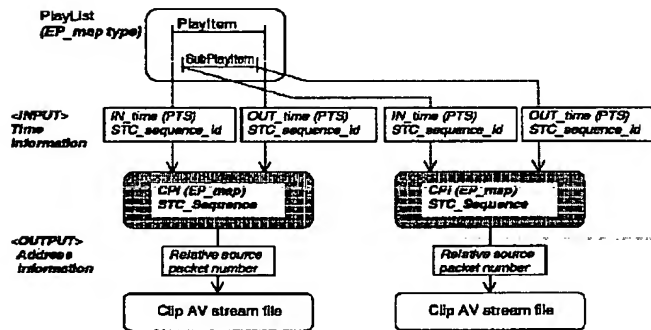 PlayList
(EP_map type)
PlayItem
SubPlayItem
<INPUT>
Time
Information
IN_time (PTS)
STC_sequence_id
OUT_time (PTS)
STC_sequence_id
IN_time (PTS)
STC_sequence_id
OUT_time (PTS)
STC_sequence_id
CPI (EP_map)
STC_Sequence
CPI (EP_map)
STC_Sequence
<OUTPUT>
Address
Information
Relative source
packet number
Relative source
packet number
Clip AV stream file
Clip AV stream file